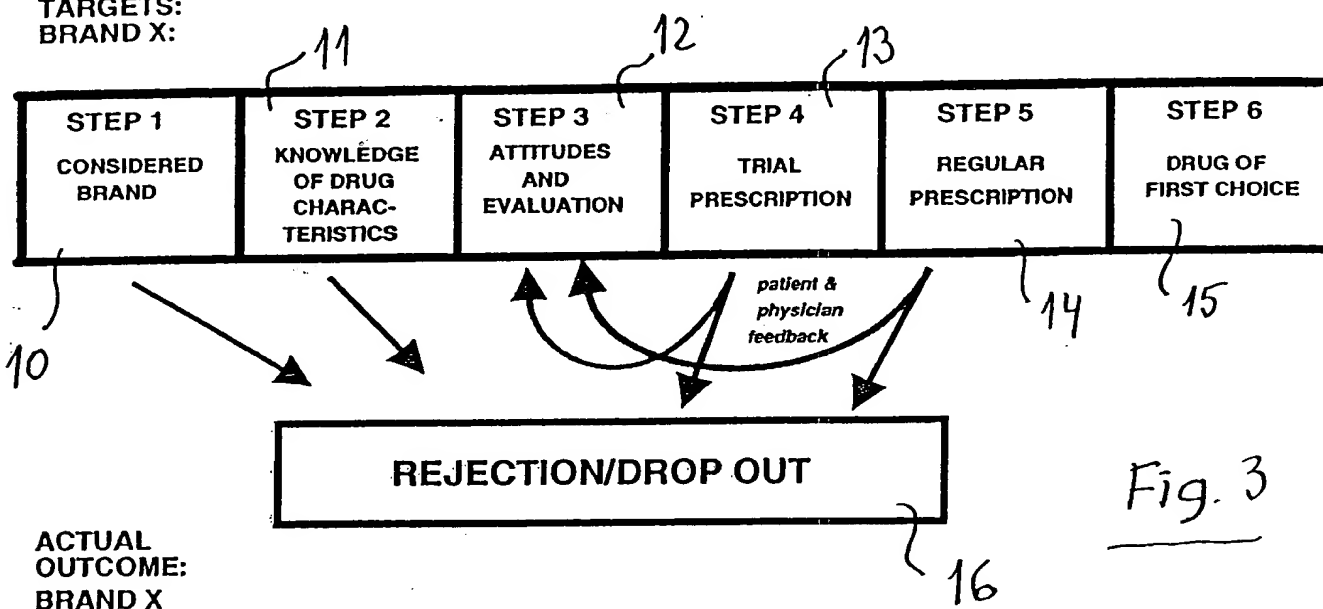 TARGETS:
BRAND X:
11
12
13
STEP 1
CONSIDERED
BRAND
STEP 2
KNOWLEDGE
OF DRUG
CHARAC-
TERISTICS
STEP 3
ATTITUDES
AND
EVALUATION
STEP 4
TRIAL
PRESCRIPTION
STEP 5
REGULAR
PRESCRIPTION
STEP 6
DRUG OF
FIRST CHOICE
10
patient &
physician
feedback
14
15
REJECTION/DROP OUT
16
Fig. 3
ACTUAL
OUTCOME:
BRAND X